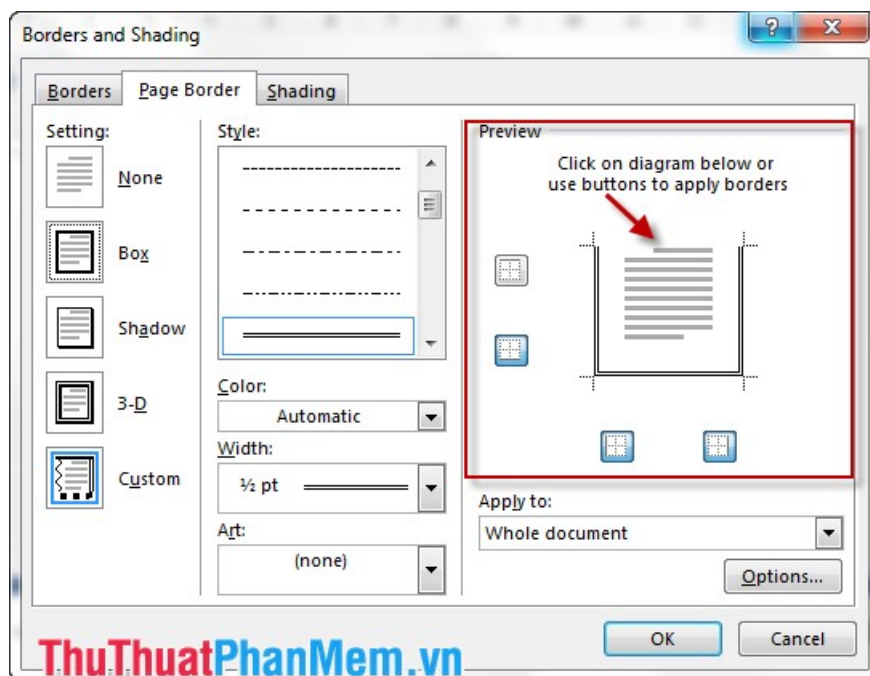 Borders and Shading
Borders
Page Border
Shading
Setting:
None
Box
Shadow
3-D
Custom
Style:
Color:
Automatic
Width:
½ pt
Art:
(none)
Preview
Click on diagram below or
use buttons to apply borders
Apply to:
Whole document
Options...
OK
Cancel
ThuThuatPhanMem.vn